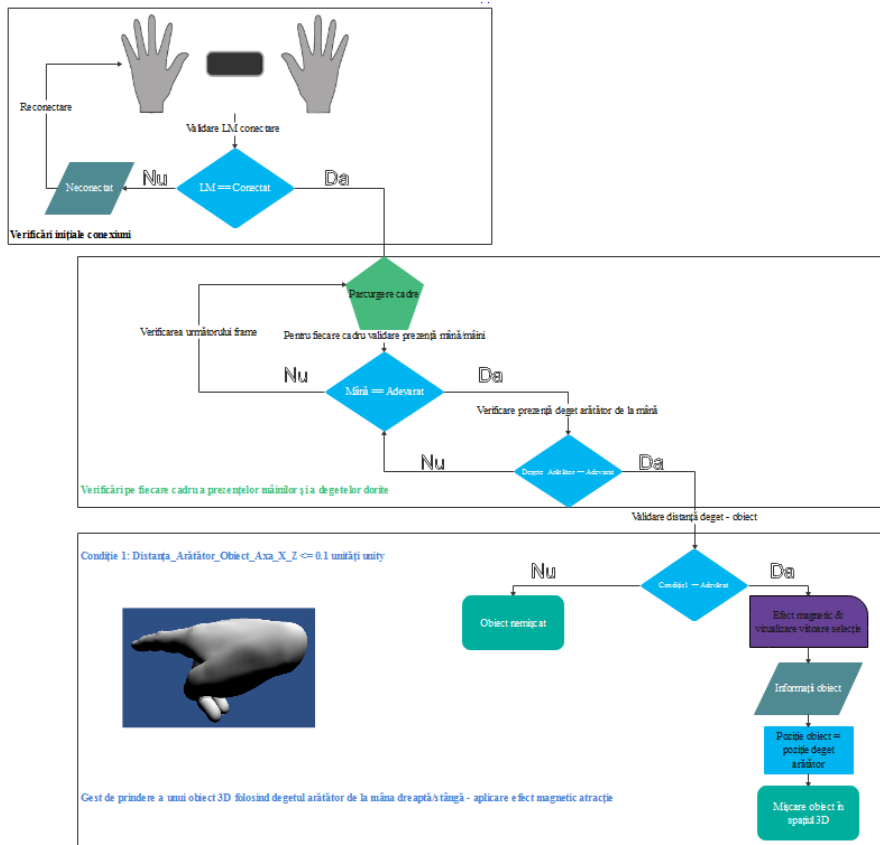 Reconectare
Validare LM conectare
Neconectat
Nu
LM == Conectat
Da
Verificări inițiale conexiuni
Parcurgere cadre
Verificarea următorului frame
Pentru fiecare cadru validare prezență mână/mâini
Nu
Mână == Adevarat
Da
Verificare prezență deget arătător de la mână
Nu
Degete_Arătător == Adevarat
Da
Verificări pe fiecare cadru a prezențelor mâinilor și a degetelor dorite
Validare distanță deget - obiect
Condiție 1: Distanța_Arătător_Obiect_Axa_X_Z <= 0.1 unități unity
Nu
Condiție1 == Adevărat
Da
Obiect nemișcat
Efect magnetic &
vizualizare viitoare selecție
Informații obiect
Poziție obiect =
poziție deget
arătător
Gest de prindere a unui obiect 3D folosind degetul arătător de la mâna dreaptă/stângă - aplicare efect magnetic atracție
Mișcare obiect în
spațiul 3D